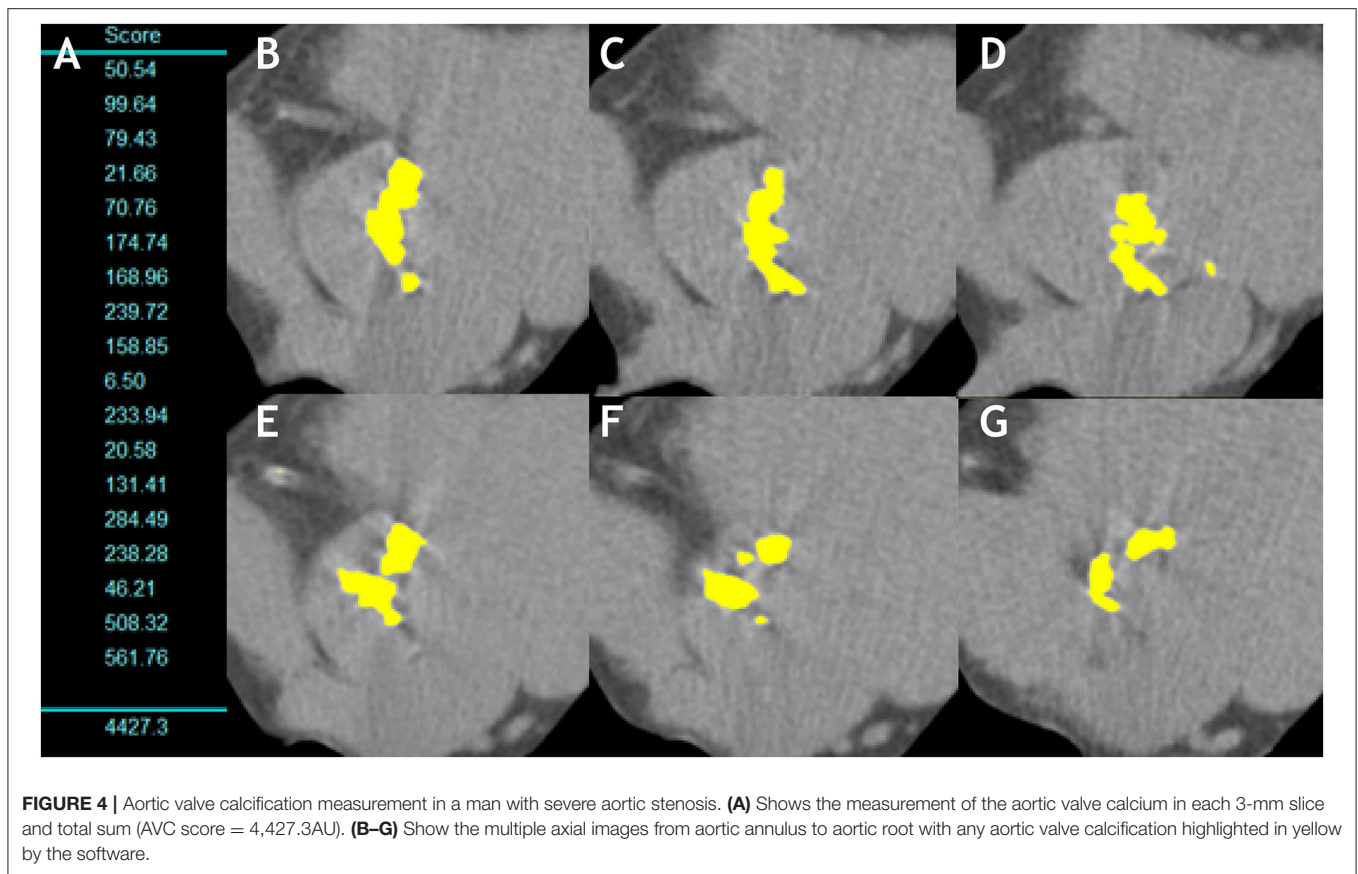 Score
A
B
C
D
50.54
99.64
79.43
21.66
70.76
174.74
168.96
239.72
158.85
6.50
E
F
G
233.94
20.58
131.41
284.49
238.28
46.21
508.32
561.76
4427.3
FIGURE 4 | Aortic valve calcification measurement in a man with severe aortic stenosis. (A) Shows the measurement of the aortic valve calcium in each 3-mm slice
and total sum (AVC score = 4,427.3AU). (B–G) Show the multiple axial images from aortic annulus to aortic root with any aortic valve calcification highlighted in yellow
by the software.